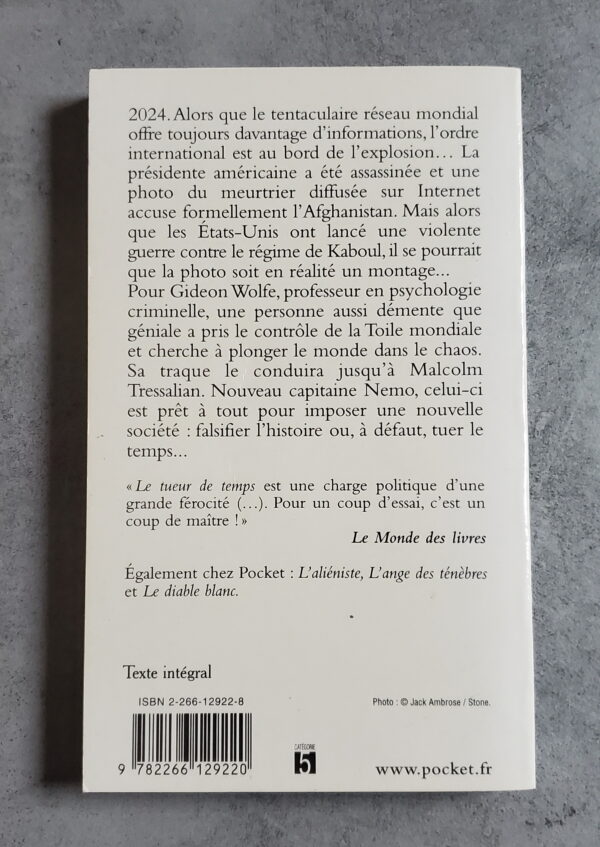 2024. Alors que le tentaculaire réseau mondial
offre toujours davantage d’informations, l’ordre
international est au bord de l’explosion… La
présidente américaine a été assassinée et une
photo du meurtrier diffusée sur Internet
accuse formellement l’Afghanistan. Mais alors
que les États-Unis ont lancé une violente
guerre contre le régime de Kaboul, il se pourrait
que la photo soit en réalité un montage...
Pour Gideon Wolfe, professeur en psychologie
criminelle, une personne aussi démente que
géniale a pris le contrôle de la Toile mondiale
et cherche à plonger le monde dans le chaos.
Sa traque le conduira jusqu’à Malcolm
Tressalian. Nouveau capitaine Nemo, celui-ci
est prêt à tout pour imposer une nouvelle
société : falsifier l’histoire ou, à défaut, tuer le
temps...
« Le tueur de temps est une charge politique d’une
grande férocité (…). Pour un coup d’essai, c’est un
coup de maître ! »
Le Monde des livres
Également chez Pocket : L’aliéniste, L’ange des ténèbres
et Le diable blanc.
Texte intégral
ISBN 2-266-12922-8
Photo : © Jack Ambrose / Stone.
9 782266 129220
CATÉGORIE
5
www.pocket.fr